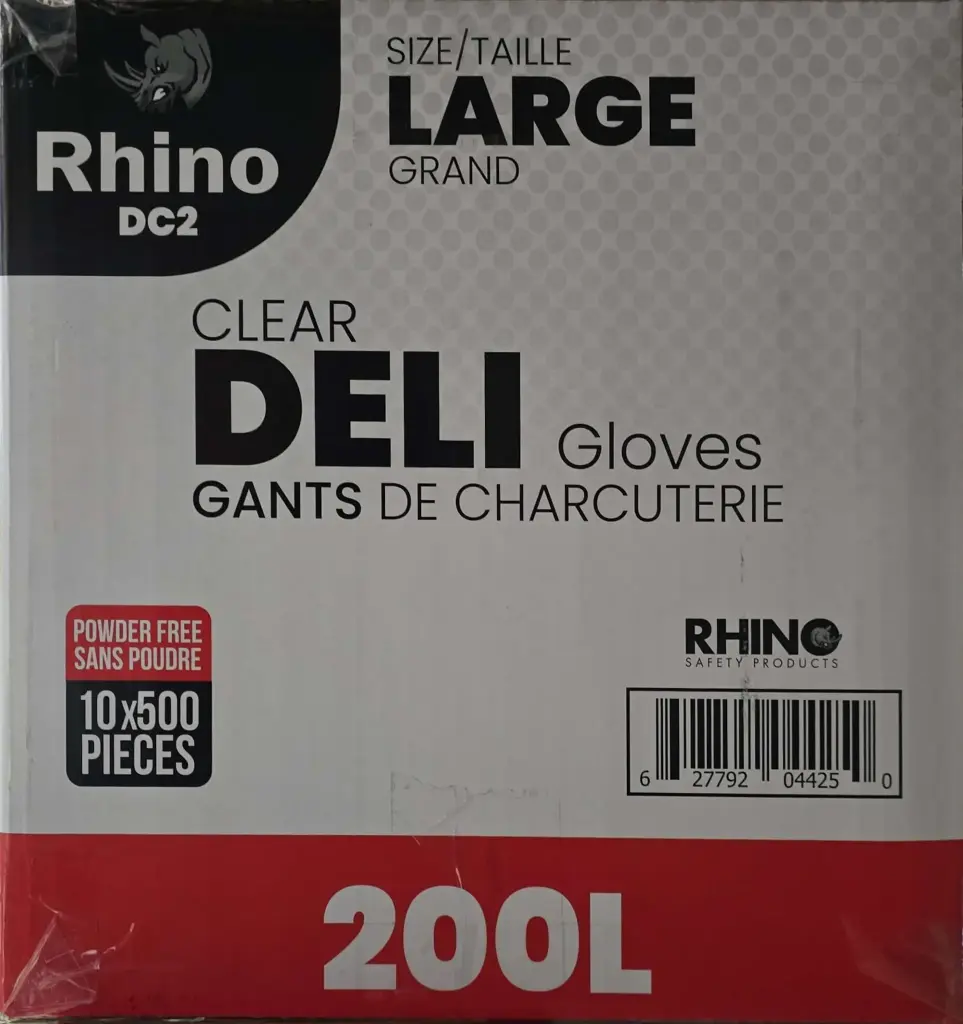 Rhino
DC2
SIZE/TAILLE
LARGE
GRAND
CLEAR
DELI Gloves
GANTS DE CHARCUTERIE
POWDER FREE
SANS POUDRE
10x500
PIECES
RHINO
SAFETY PRODUCTS
6 27792 04425 0
200L